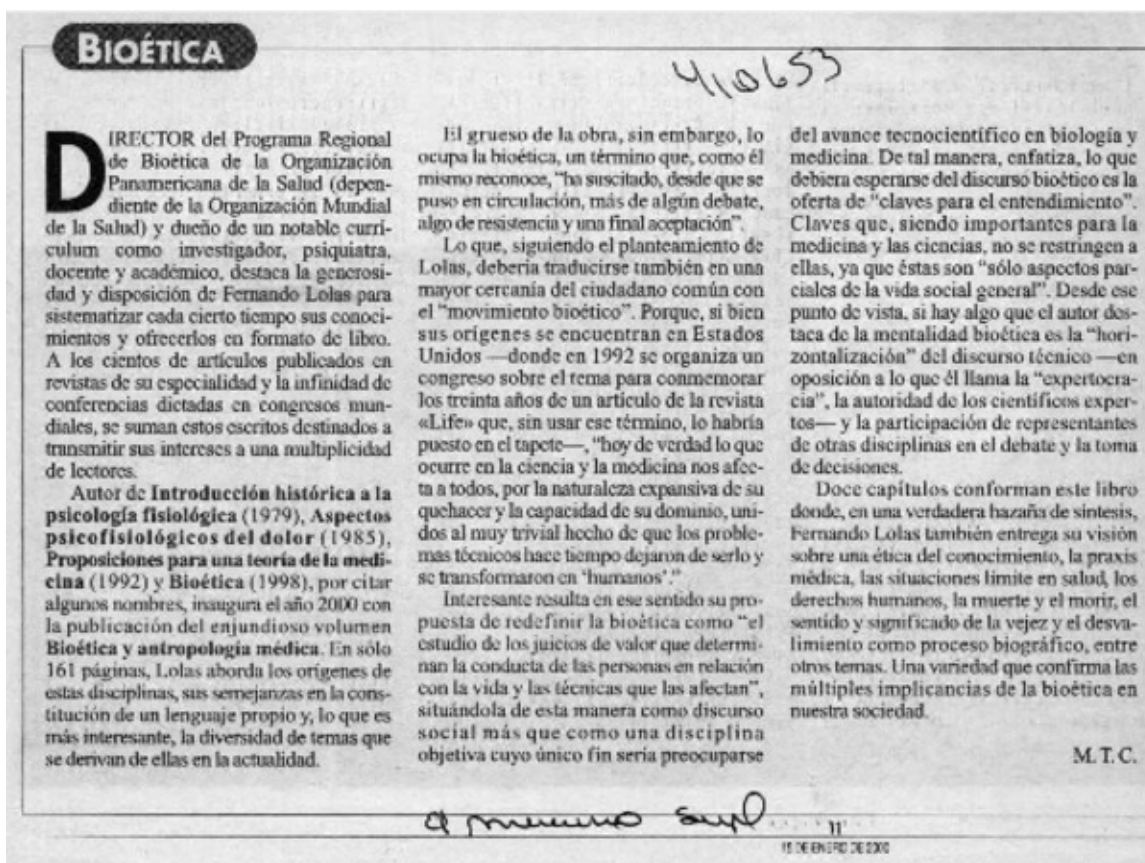 BIOÉTICA
410653
DIRECTOR del Programa Regional
de Bioética de la Organización
Panamericana de la Salud (depen-
diente de la Organización Mundial
de la Salud) y dueño de un notable currí-
culum como investigador, psiquiatra,
docente y académico, destaca la generosi-
dad y disposición de Fernando Lolas para
sistematizar cada cierto tiempo sus conoci-
mientos y ofrecerlos en formato de libro.
A los cientos de artículos publicados en
revistas de su especialidad y la infinidad de
conferencias dictadas en congresos mun-
diales, se suman estos escritos destinados a
transmitir sus intereses a una multiplicidad
de lectores.
Autor de Introducción histórica a la
psicología fisiológica (1979), Aspectos
psicofisiológicos del dolor (1985),
Proposiciones para una teoría de la medi-
cina (1992) y Bioética (1998), por citar
algunos nombres, inaugura el año 2000 con
la publicación del enjundioso volumen
Bioética y antropología médica. En sólo
161 páginas, Lolas aborda los orígenes de
estas disciplinas, sus semejanzas en la cons-
titución de un lenguaje propio y, lo que es
más interesante, la diversidad de temas que
se derivan de ellas en la actualidad.
El grueso de la obra, sin embargo, lo
ocupa la bioética, un término que, como él
mismo reconoce, "ha suscitado, desde que se
puso en circulación, más de algún debate,
algo de resistencia y una final aceptación".
Lo que, siguiendo el planteamiento de
Lolas, debería traducirse también en una
mayor cercanía del ciudadano común con
el "movimiento bioético". Porque, si bien
sus orígenes se encuentran en Estados
Unidos —donde en 1992 se organiza un
congreso sobre el tema para conmemorar
los treinta años de un artículo de la revista
«Life» que, sin usar ese término, lo habría
puesto en el tapete—, "hoy de verdad lo que
ocurre en la ciencia y la medicina nos afec-
ta a todos, por la naturaleza expansiva de su
quehacer y la capacidad de su dominio, uni-
dos al muy trivial hecho de que los proble-
mas técnicos hace tiempo dejaron de serlo y
se transformaron en 'humanos'."
Interesante resulta en ese sentido su pro-
puesta de redefinir la bioética como "el
estudio de los juicios de valor que determi-
nan la conducta de las personas en relación
con la vida y las técnicas que las afectan",
situándola de esta manera como discurso
social más que como una disciplina
objetiva cuyo único fin sería preocuparse
del avance tecnocientífico en biología y
medicina. De tal manera, enfatiza, lo que
debiera esperarse del discurso bioético es la
oferta de "claves para el entendimiento".
Claves que, siendo importantes para la
medicina y las ciencias, no se restringen a
ellas, ya que éstas son "sólo aspectos par-
ciales de la vida social general". Desde ese
punto de vista, si hay algo que el autor des-
taca de la mentalidad bioética es la "hori-
zontalización" del discurso técnico —en
oposición a lo que él llama la "expertocra-
cia", la autoridad de los científicos exper-
tos— y la participación de representantes
de otras disciplinas en el debate y la toma
de decisiones.
Doce capítulos conforman este libro
donde, en una verdadera hazaña de síntesis,
Fernando Lolas también entrega su visión
sobre una ética del conocimiento, la praxis
médica, las situaciones límite en salud, los
derechos humanos, la muerte y el morir, el
sentido y significado de la vejez y el desva-
limiento como proceso biográfico, entre
otros temas. Una variedad que confirma las
múltiples implicancias de la bioética en
nuestra sociedad.
M. T. C.
El Mercurio Supl
11
15 DE ENERO DE 2000